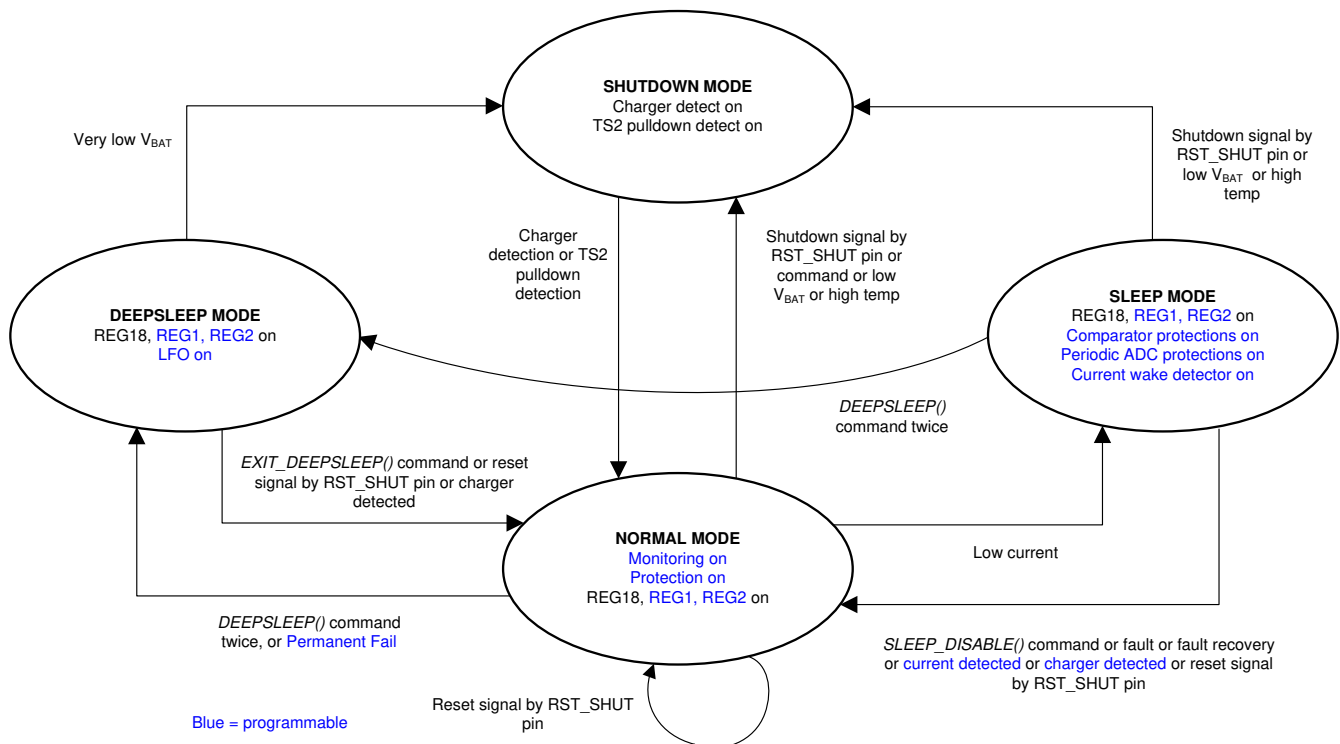 SHUTDOWN MODE
Charger detect on
TS2 pulldown detect on
Very low VBAT
Shutdown signal by
RST_SHUT pin or
low VBAT or high
temp
Charger
detection or TS2
pulldown
detection
Shutdown signal by
RST_SHUT pin or
command or low
VBAT or high temp
DEEPSLEEP MODE
REG18, REG1, REG2 on
LFO on
SLEEP MODE
REG18, REG1, REG2 on
Comparator protections on
Periodic ADC protections on
Current wake detector on
DEEPSLEEP()
command twice
EXIT_DEEPSLEEP() command or reset
signal by RST_SHUT pin or charger
detected
NORMAL MODE
Monitoring on
Protection on
REG18, REG1, REG2 on
Low current
DEEPSLEEP() command
twice, or Permanent Fail
SLEEP_DISABLE() command or fault or fault recovery
or current detected or charger detected or reset signal
by RST_SHUT pin
Reset signal by RST_SHUT
pin
Blue = programmable